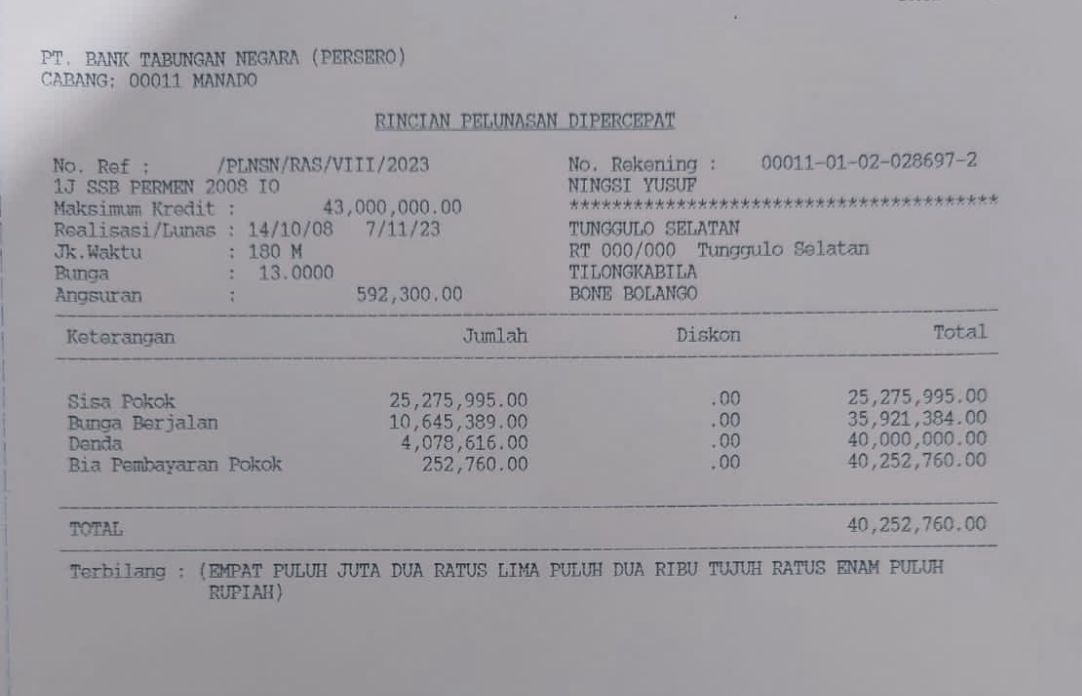 PT. BANK TABUNGAN NEGARA (PERSERO)
CABANG: 00011 MANADO
RINCIAN PELUNASAN DIPERCEPAT
No. Ref : /PLNSN/RAS/VIII/2023 No. Rekening : 00011-01-02-028697-2
1J SSB PERMEN 2008 IO NINGSI YUSUF
Maksimum Kredit : 43,000,000.00 ****************************************
Realisasi/Lunas : 14/10/08 7/11/23 TUNGGULO SELATAN
Jk.Waktu : 180 M RT 000/000 Tunggulo Selatan
Bunga : 13.0000 TILONGKABILA
Angsuran : 592,300.00 BONE BOLANGO
Keterangan Jumlah Diskon Total
Sisa Pokok 25,275,995.00 .00 25,275,995.00
Bunga Berjalan 10,645,389.00 .00 35,921,384.00
Denda 4,078,616.00 .00 40,000,000.00
Bia Pembayaran Pokok 252,760.00 .00 40,252,760.00
TOTAL 40,252,760.00
Terbilang : (EMPAT PULUH JUTA DUA RATUS LIMA PULUH DUA RIBU TUJUH RATUS ENAM PULUH
RUPIAH)